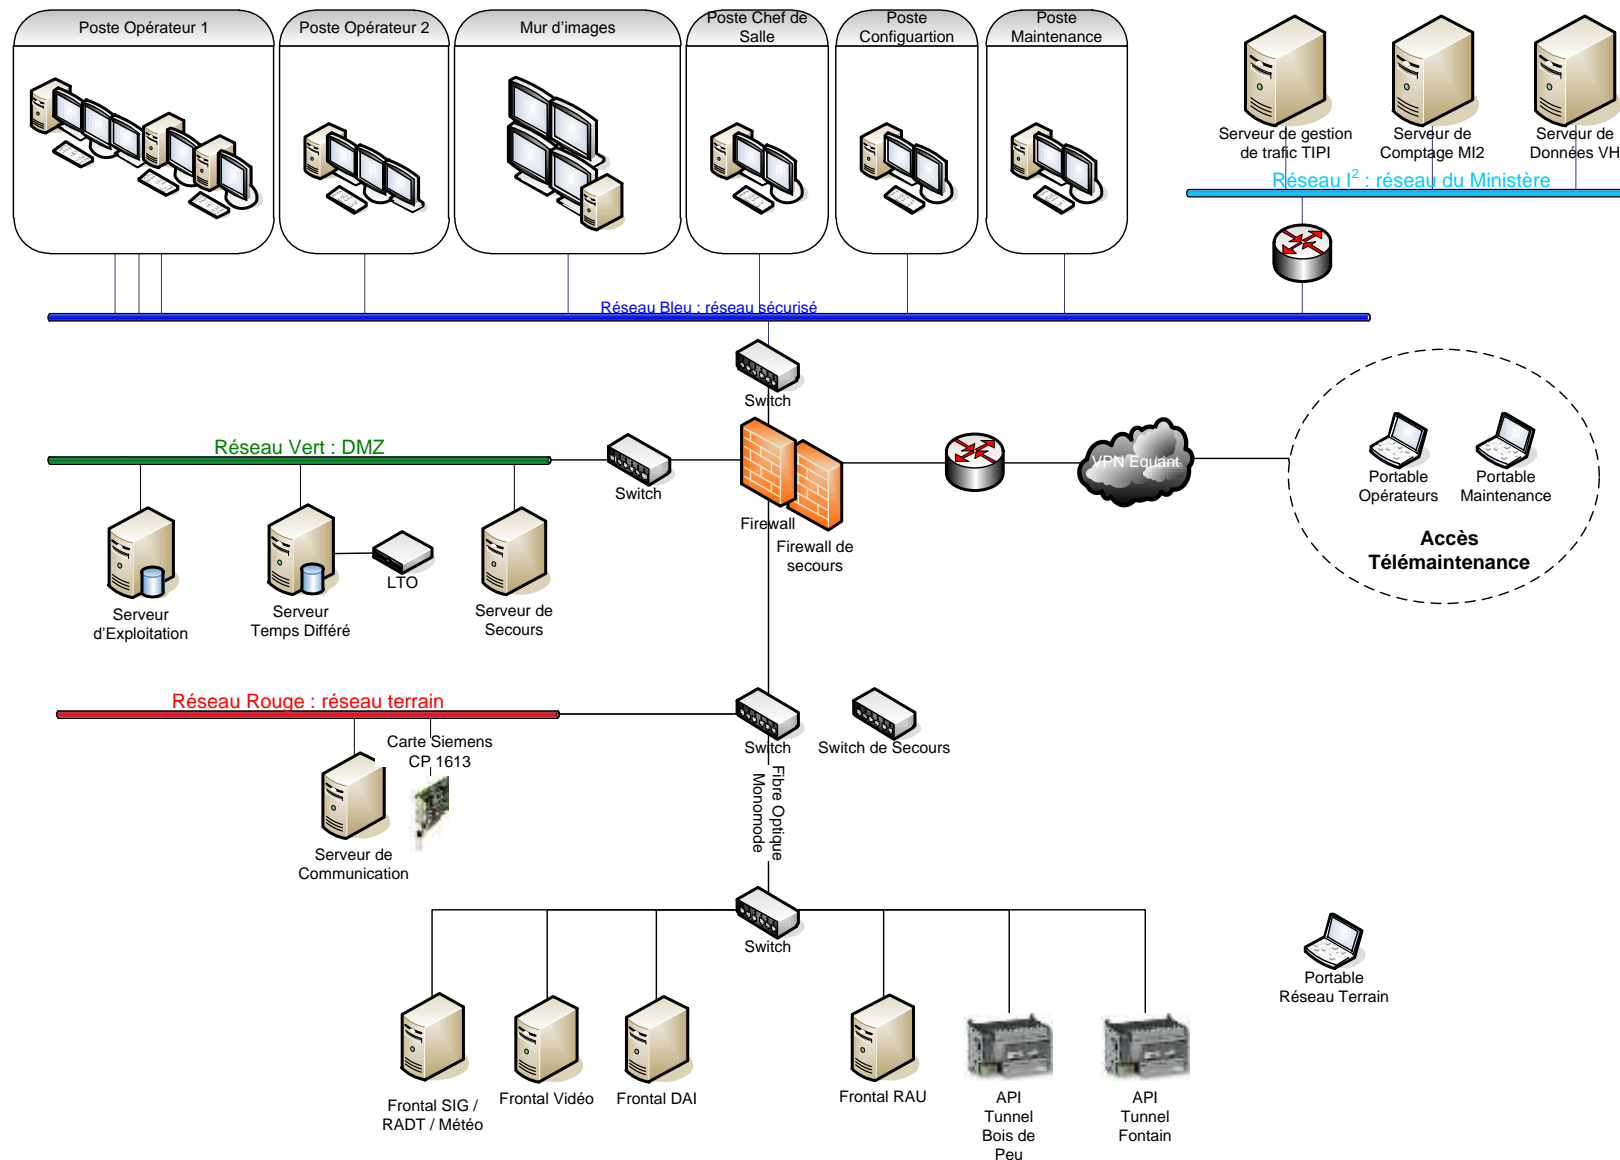 Poste Opérateur 1
Poste Opérateur 2
Mur d'images
Poste Chef de
Salle
Poste
Configuartion
Poste
Maintenance
Serveur de gestion
de trafic TIPI
Serveur de
Comptage MI2
Serveur de
Données VH
Réseau I² : réseau du Ministère
Réseau Bleu : réseau sécurisé
Switch
Réseau Vert : DMZ
Switch
Firewall
Firewall de
secours
VPN Equant
Portable
Opérateurs
Portable
Maintenance
Accès
Télémaintenance
Serveur
d'Exploitation
Serveur
Temps Différé
LTO
Serveur de
Secours
Réseau Rouge : réseau terrain
Switch
Switch de Secours
Carte Siemens
CP 1613
Serveur de
Communication
Fibre Optique
Monomode
Switch
Portable
Réseau Terrain
Frontal SIG /
RADT / Météo
Frontal Vidéo
Frontal DAI
Frontal RAU
API
Tunnel
Bois de
Peu
API
Tunnel
Fontain